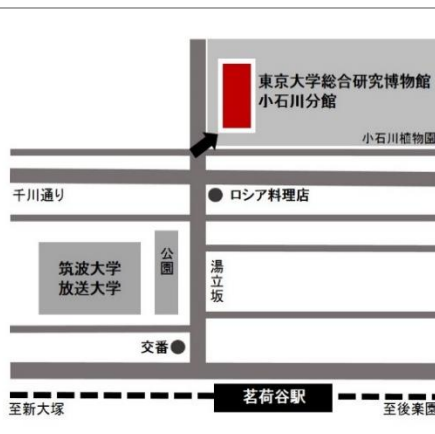 東京大学総合研究博物館
小石川分館
小石川植物園
千川通り
ロシア料理店
公園
筑波大学
放送大学
湯立坂
交番
茗荷谷駅
至新大塚
至後楽園